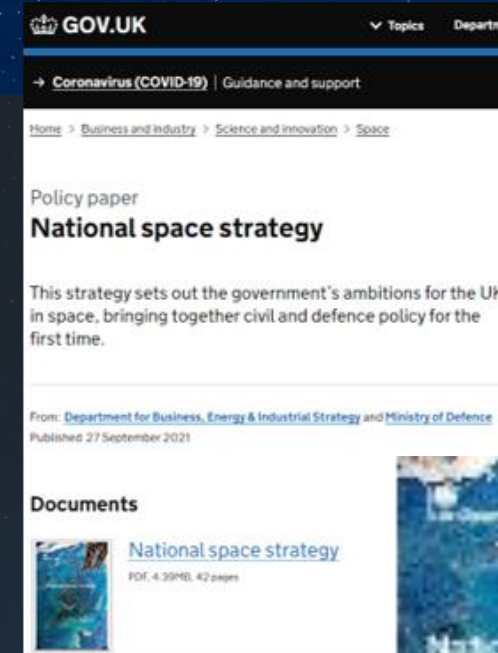 GOV.UK
Topics Departm
→ Coronavirus (COVID-19) | Guidance and support
Home > Business and industry > Science and innovation > Space
Policy paper
National space strategy
This strategy sets out the government's ambitions for the UK
in space, bringing together civil and defence policy for the
first time.
From: Department for Business, Energy & Industrial Strategy and Ministry of Defence
Published 27 September 2021
Documents
National space strategy
PDF, 4.39MB, 42 pages